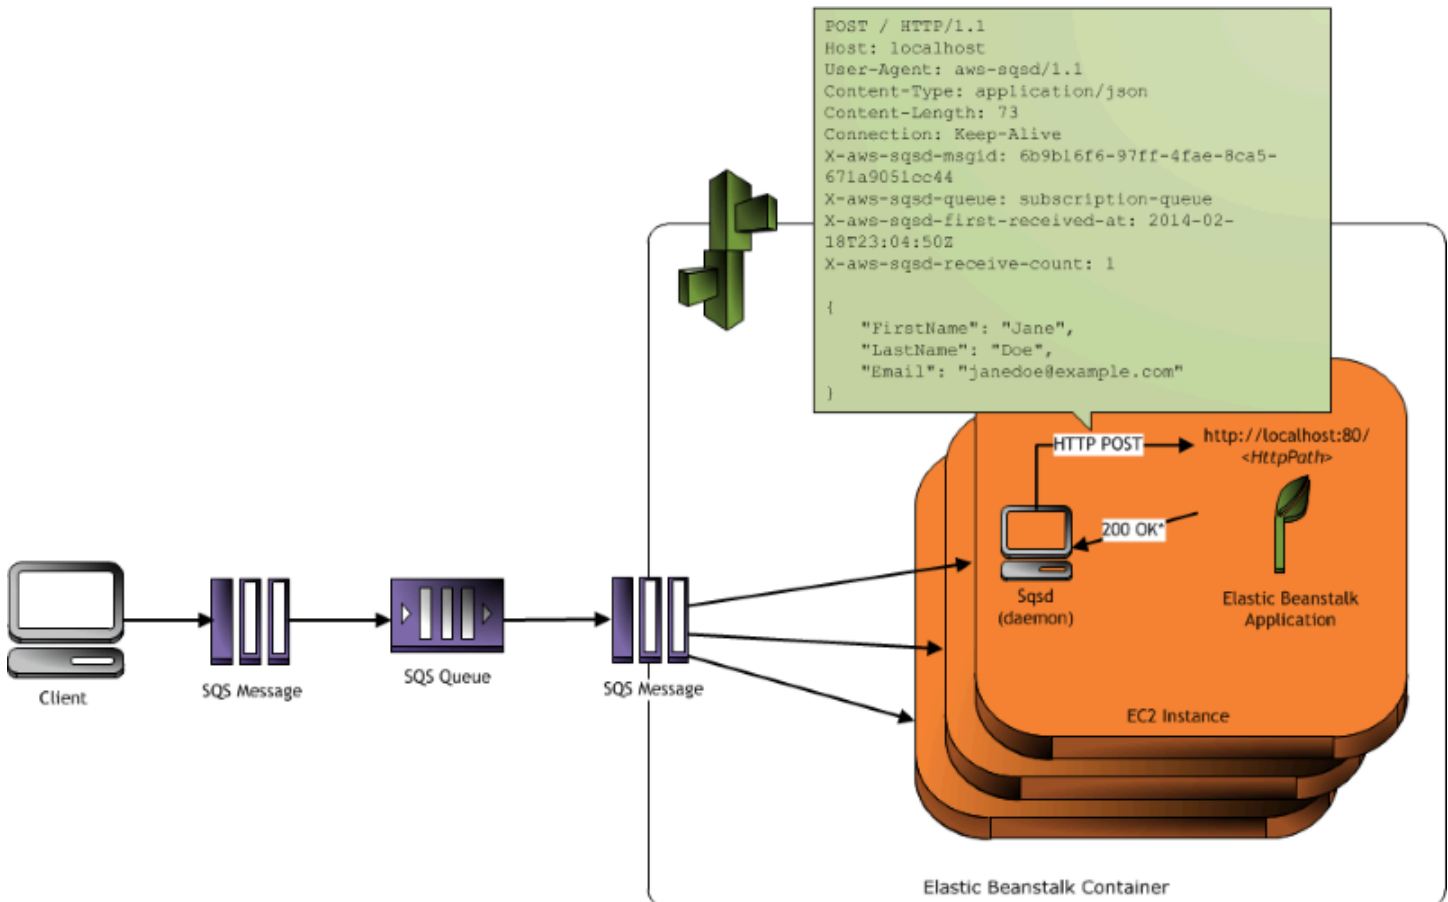 POST / HTTP/1.1
Host: localhost
User-Agent: aws-sqsd/1.1
Content-Type: application/json
Content-Length: 73
Connection: Keep-Alive
X-aws-sqsd-msgid: 6b9b16f6-97ff-4fae-8ca5-
671a9051cc44
X-aws-sqsd-queue: subscription-queue
X-aws-sqsd-first-received-at: 2014-02-
18T23:04:50Z
X-aws-sqsd-receive-count: 1
{
"FirstName": "Jane",
"LastName": "Doe",
"Email": "janedoe@example.com"
}
HTTP POST
http://localhost:80/
<HttpPath>
200 OK*
Sqsd
(daemon)
Elastic Beanstalk
Application
EC2 Instance
Client
SQS Message
SQS Queue
SQS Message
Elastic Beanstalk Container